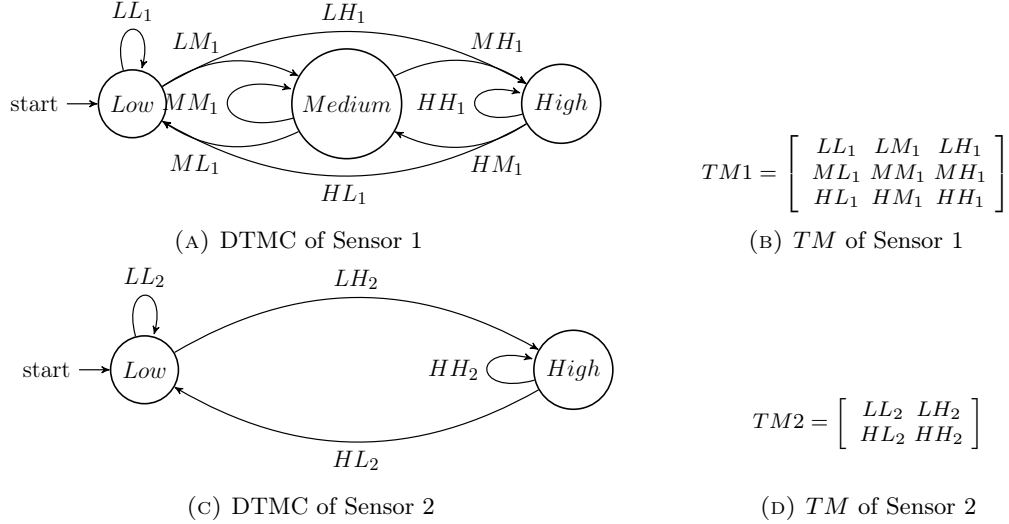 LL₁
LH₁
LM₁
MH₁
start
Low
MM₁
Medium
HH₁
High
ML₁
HM₁
HL₁
TM1 = [ LL₁ LM₁ LH₁
ML₁ MM₁ MH₁
HL₁ HM₁ HH₁ ]
(A) DTMC of Sensor 1
(B) TM of Sensor 1
LL₂
LH₂
start
Low
HH₂
High
HL₂
TM2 = [ LL₂ LH₂
HL₂ HH₂ ]
(C) DTMC of Sensor 2
(D) TM of Sensor 2